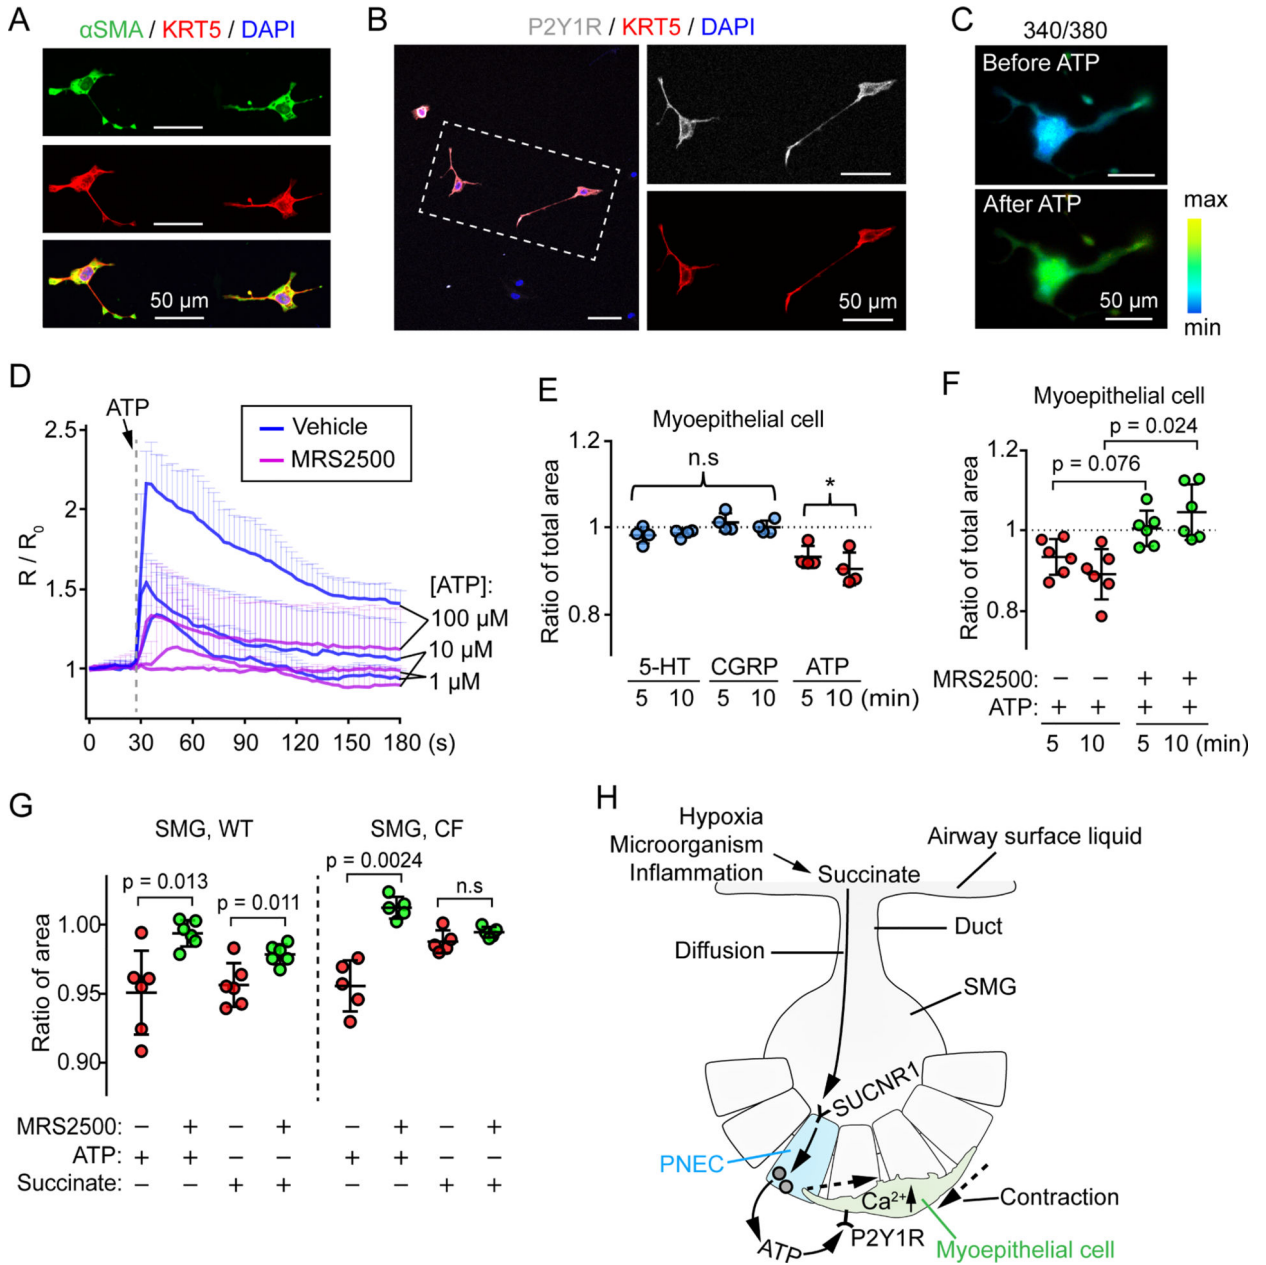 A
αSMA / KRT5 / DAPI
50 µm
B
P2Y1R / KRT5 / DAPI
50 µm
C
340/380
Before ATP
After ATP
50 µm
max
min
D
ATP
Vehicle
MRS2500
2.5
2
1.5
1
R / R0
[ATP]:
100 µM
10 µM
1 µM
0 30 60 90 120 150 180 (s)
E
Myoepithelial cell
1.2
1
0.8
Ratio of total area
n.s
*
5-HT CGRP ATP
5 10 5 10 5 10 (min)
F
Myoepithelial cell
p = 0.024
p = 0.076
1.2
1
0.8
Ratio of total area
MRS2500: – – + +
ATP: + + + +
5 10 5 10 (min)
G
SMG, WT
SMG, CF
p = 0.013
p = 0.011
p = 0.0024
n.s
1.00
0.95
0.90
Ratio of area
MRS2500: – + – + – + – +
ATP: + + – – + + – –
Succinate: – – + + – – + +
H
Hypoxia
Microorganism
Inflammation
Succinate
Airway surface liquid
Duct
Diffusion
SMG
SUCNR1
PNEC
Ca2+
Contraction
ATP
P2Y1R
Myoepithelial cell